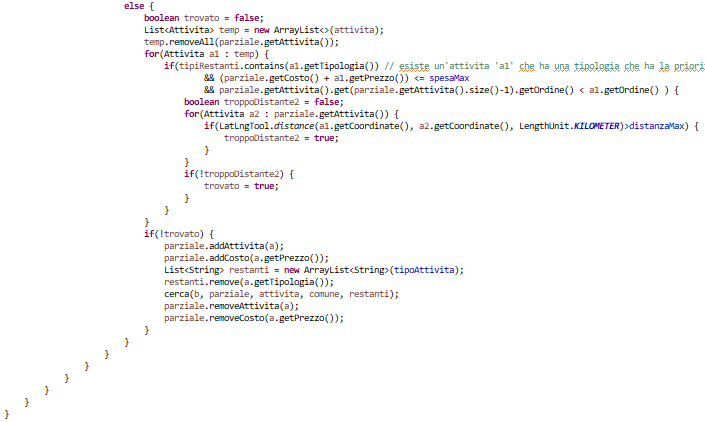 else {
boolean trovato = false;
List<Attivita> temp = new ArrayList<>(attivita);
temp.removeAll(parziale.getAttivita());
for(Attivita a1 : temp) {
if(tipiRestanti.contains(a1.getTipologia()) // esiste un'attivita 'a1' che ha una tipologia che ha la priori
&& (parziale.getCosto() + a1.getPrezzo()) <= spesaMax
&& parziale.getAttivita().get(parziale.getAttivita().size()-1).getOrdine() < a1.getOrdine() ) {
boolean troppoDistante2 = false;
for(Attivita a2 : parziale.getAttivita()) {
if(LatLngTool.distance(a1.getCoordinate(), a2.getCoordinate(), LengthUnit.KILOMETER)>distanzaMax) {
troppoDistante2 = true;
}
}
if(!troppoDistante2) {
trovato = true;
}
}
}
if(!trovato) {
parziale.addAttivita(a);
parziale.addCosto(a.getPrezzo());
List<String> restanti = new ArrayList<String>(tipoAttivita);
restanti.remove(a.getTipologia());
cerca(b, parziale, attivita, comune, restanti);
parziale.removeAttivita(a);
parziale.removeCosto(a.getPrezzo());
}
}
}
}
}
}
}
}